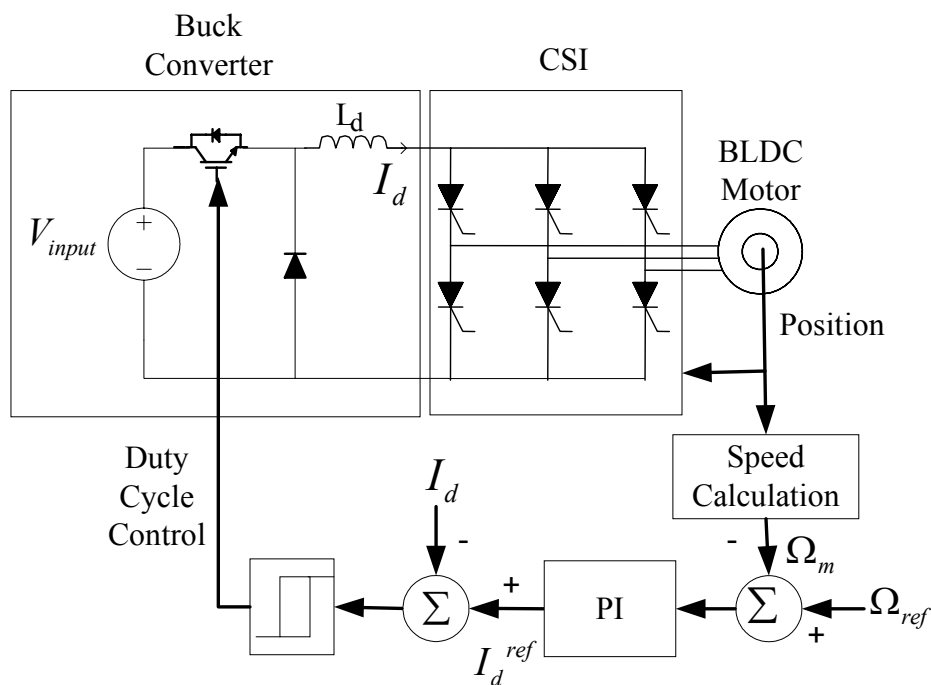 Buck
Converter
CSI
L_d
I_d
BLDC
Motor
V_input
+
−
Position
Duty
Cycle
Control
Speed
Calculation
I_d
-
-
Ω_m
+
Σ
PI
Σ
Ω_ref
+
I_d^ref